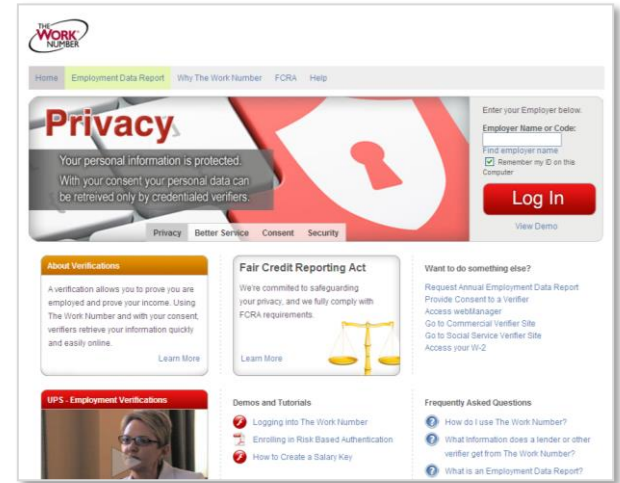 THE
WORK
NUMBER
Home Employment Data Report Why The Work Number FCRA Help
Privacy
Your personal information is protected.
With your consent your personal data can
be retreived only by credentialed verifiers.
Privacy Better Service Consent Security
Enter your Employer below.
Employer Name or Code:
Find employer name
Remember my ID on this
Computer
Log In
View Demo
About Verifications
A verification allows you to prove you are
employed and prove your income. Using
The Work Number and with your consent,
verifiers retrieve your information quickly
and easily online.
Learn More
Fair Credit Reporting Act
We're commited to safeguarding
your privacy, and we fully comply with
FCRA requirements.
Learn More
Want to do something else?
Request Annual Employment Data Report
Provide Consent to a Verifier
Access webManager
Go to Commercial Verifier Site
Go to Social Service Verifier Site
Access your W-2
UPS - Employment Verifications
Demos and Tutorials
Logging into The Work Number
Enrolling in Risk Based Authentication
How to Create a Salary Key
Frequently Asked Questions
How do I use The Work Number?
What Information does a lender or other
verifier get from The Work Number?
What is an Employment Data Report?